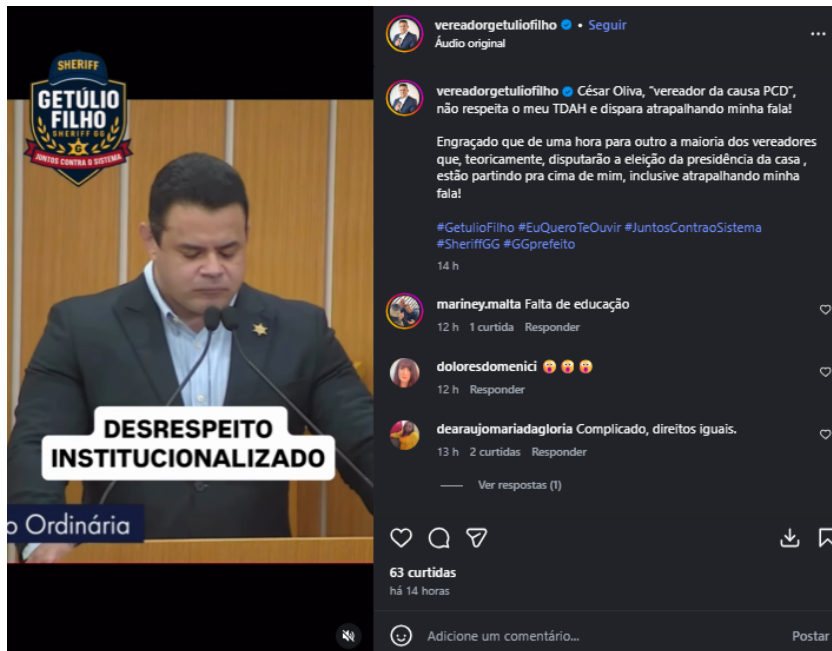 SHERIFF
GETÚLIO
FILHO
SHERIFF GG
JUNTOS CONTRA O SISTEMA
DESRESPEITO
INSTITUCIONALIZADO
o Ordinária
vereadorgetuliofilho • Seguir
Áudio original
vereadorgetuliofilho César Oliva, "vereador da causa PCD",
não respeita o meu TDAH e dispara atrapalhando minha fala!
Engraçado que de uma hora para outro a maioria dos vereadores
que, teoricamente, disputarão a eleição da presidência da casa ,
estão partindo pra cima de mim, inclusive atrapalhando minha
fala!
#GetulioFilho #EuQueroTeOuvir #JuntosContraoSistema
#SheriffGG #GGprefeito
14 h
mariney.malta Falta de educação
12 h 1 curtida Responder
doloresdomenici 😱😱😱
12 h Responder
dearaujomariadagloria Complicado, direitos iguais.
13 h 2 curtidas Responder
Ver respostas (1)
63 curtidas
há 14 horas
Adicione um comentário...
Postar